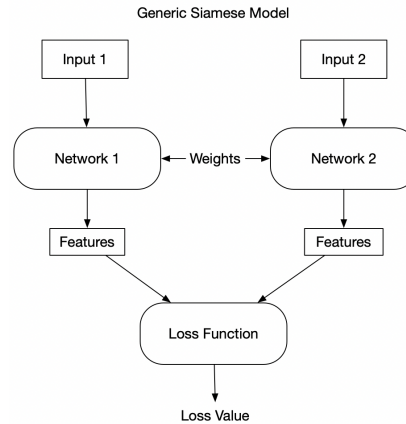 Generic Siamese Model
Input 1
Input 2
Network 1
Weights
Network 2
Features
Features
Loss Function
Loss Value